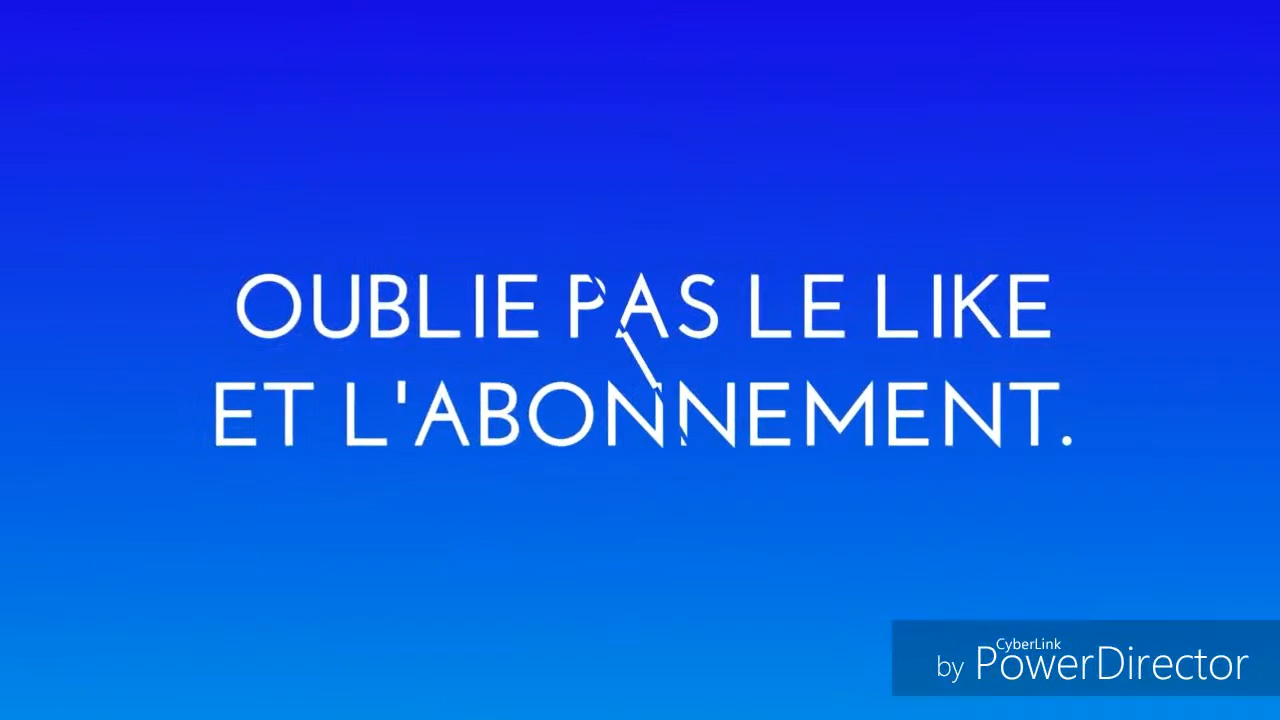 OUBLIE PAS LE LIKE
ET L'ABONNEMENT.
CyberLink
by PowerDirector